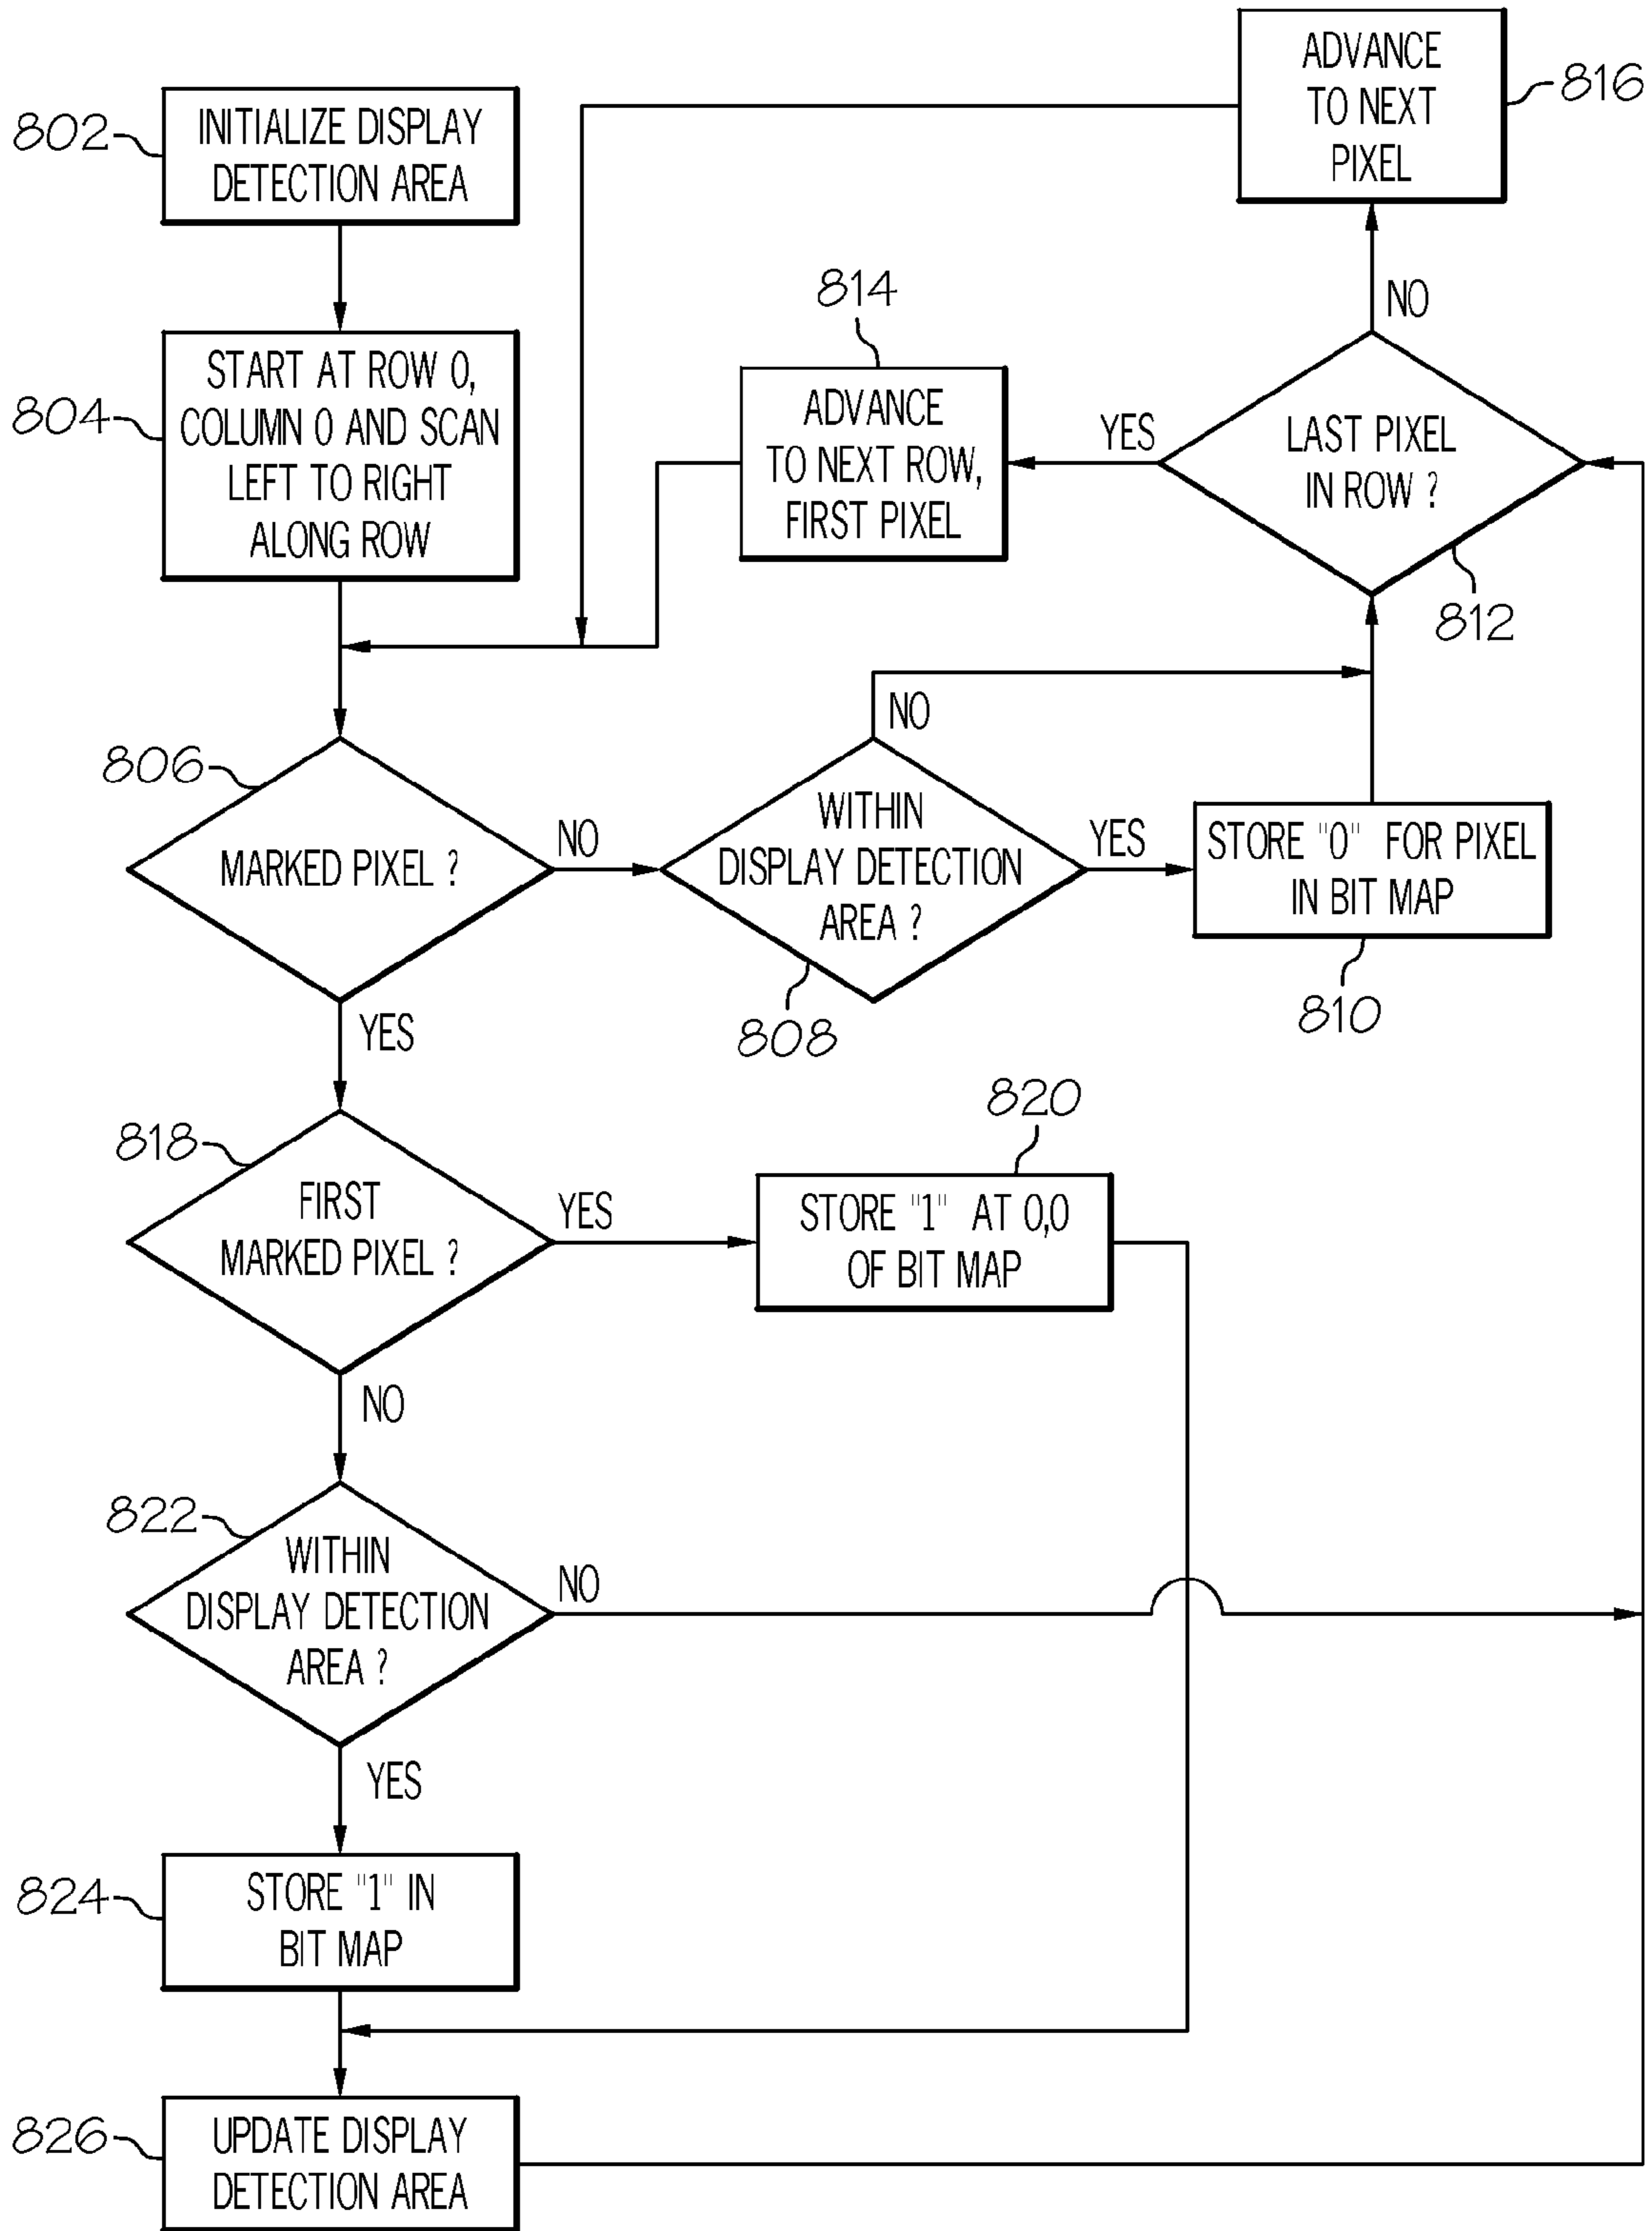 ADVANCE
TO NEXT
PIXEL
816
802
INITIALIZE DISPLAY
DETECTION AREA
814
NO
804
START AT ROW 0,
COLUMN 0 AND SCAN
LEFT TO RIGHT
ALONG ROW
ADVANCE
TO NEXT ROW,
FIRST PIXEL
YES
LAST PIXEL
IN ROW ?
812
806
MARKED PIXEL ?
NO
NO
WITHIN
DISPLAY DETECTION
AREA ?
808
YES
STORE "0" FOR PIXEL
IN BIT MAP
810
YES
818
FIRST
MARKED PIXEL ?
YES
820
STORE "1" AT 0,0
OF BIT MAP
NO
822
WITHIN
DISPLAY DETECTION
AREA ?
NO
YES
824
STORE "1" IN
BIT MAP
826
UPDATE DISPLAY
DETECTION AREA